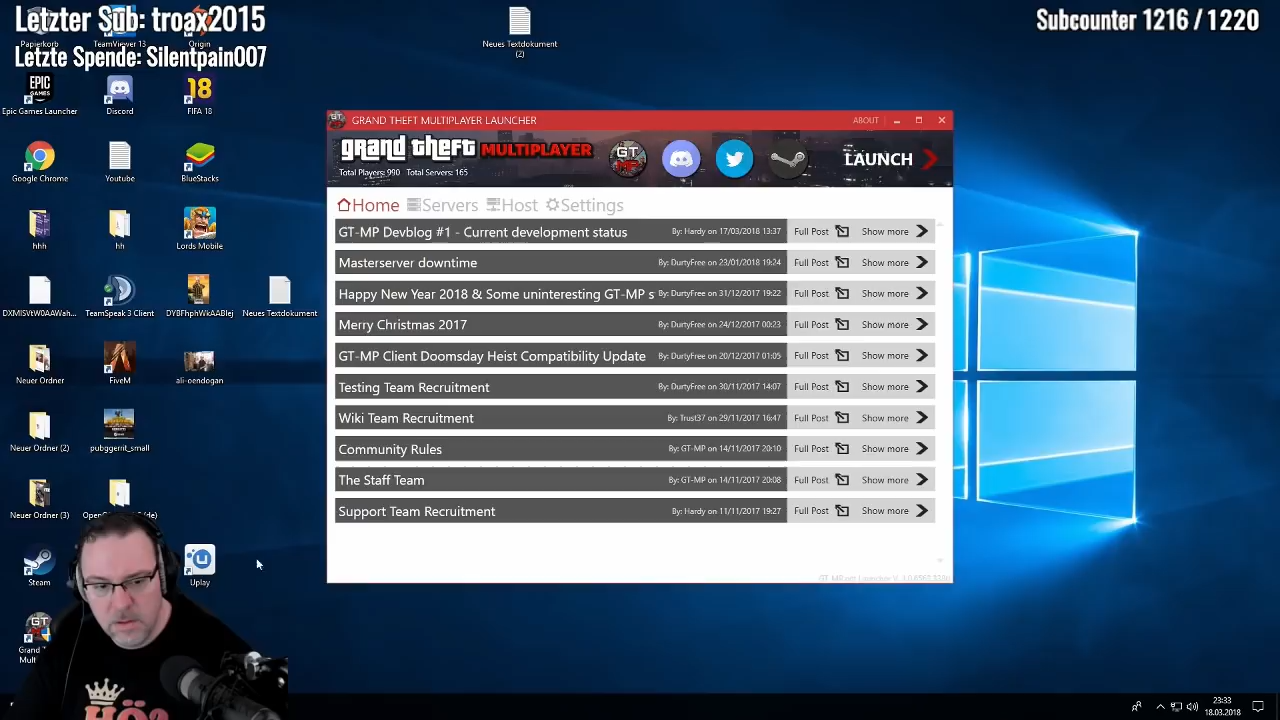 Letzter Sub: troax2015
Letzte Spende: Silentpain007
Subcounter 1216 / 1220
Papierkorb
TeamViewer 13
Origin
Neues Textdokument
(2)
EPIC
GAMES
18
Epic Games Launcher
Discord
FIFA 18
Google Chrome
Youtube
BlueStacks
hhh
hh
Lords Mobile
TeamSpeak 3 Client
DYBFhphWkAABlej
Neues Textdokument
Neuer Ordner
FiveM
ali-oendogan
Neuer Ordner (2)
pubggerrit_small
Neuer Ordner (3)
Steam
Uplay
GRAND THEFT MULTIPLAYER LAUNCHER
ABOUT
grand theft MULTIPLAYER
Total Players: 990 Total Servers: 165
GT
MP
LAUNCH
Home Servers Host Settings
GT-MP Devblog #1 - Current development status By: Hardy on 17/03/2018 13:37 Full Post Show more
Masterserver downtime By: DurtyFree on 23/01/2018 19:24 Full Post Show more
Happy New Year 2018 & Some uninteresting GT-MP s By: DurtyFree on 31/12/2017 19:22 Full Post Show more
Merry Christmas 2017 By: DurtyFree on 24/12/2017 00:23 Full Post Show more
GT-MP Client Doomsday Heist Compatibility Update By: DurtyFree on 20/12/2017 01:05 Full Post Show more
Testing Team Recruitment By: DurtyFree on 30/11/2017 14:07 Full Post Show more
Wiki Team Recruitment By: Trust37 on 29/11/2017 16:47 Full Post Show more
Community Rules By: GT-MP on 14/11/2017 20:10 Full Post Show more
The Staff Team By: GT-MP on 14/11/2017 20:08 Full Post Show more
Support Team Recruitment By: Hardy on 11/11/2017 19:27 Full Post Show more
HÖ?
23:33
18.03.2018